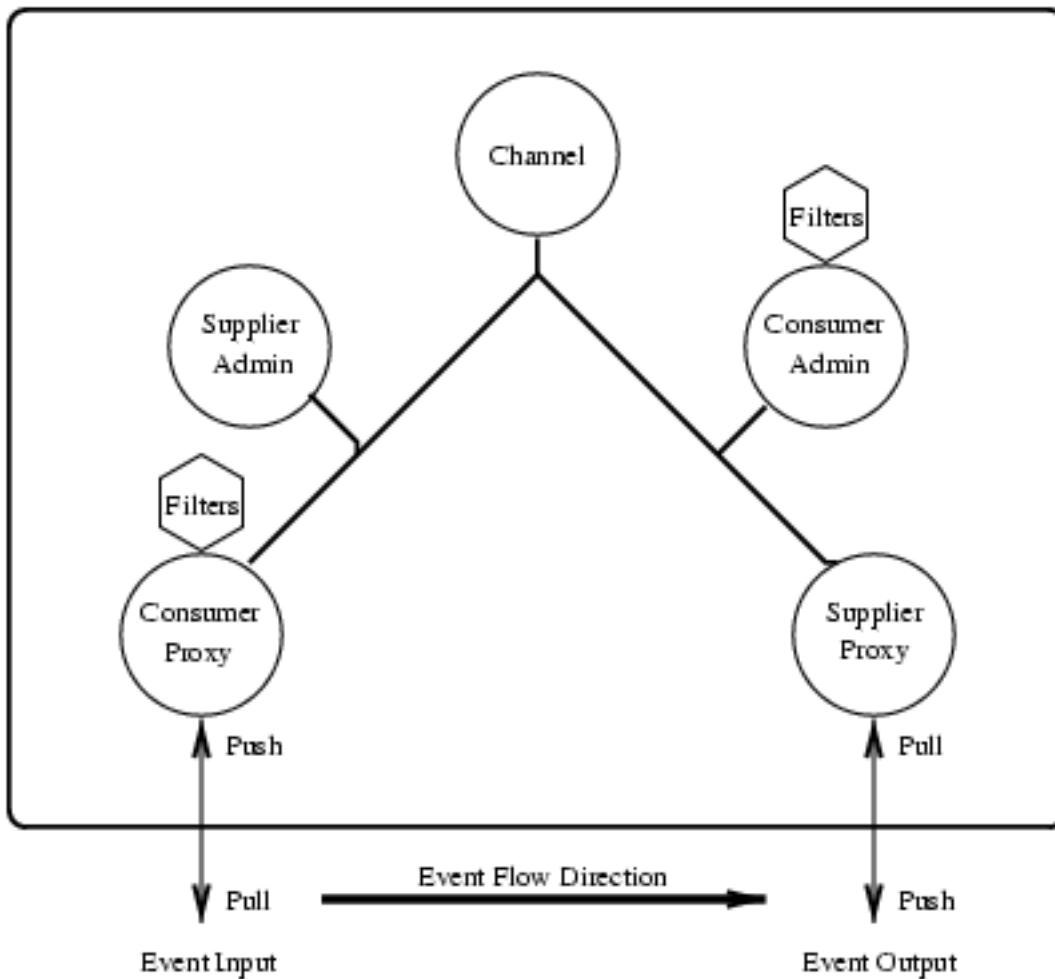 Channel
Filters
Supplier
Admin
Consumer
Admin
Filters
Consumer
Proxy
Supplier
Proxy
Push
Pull
Event Flow Direction
Pull
Push
Event Input
Event Output